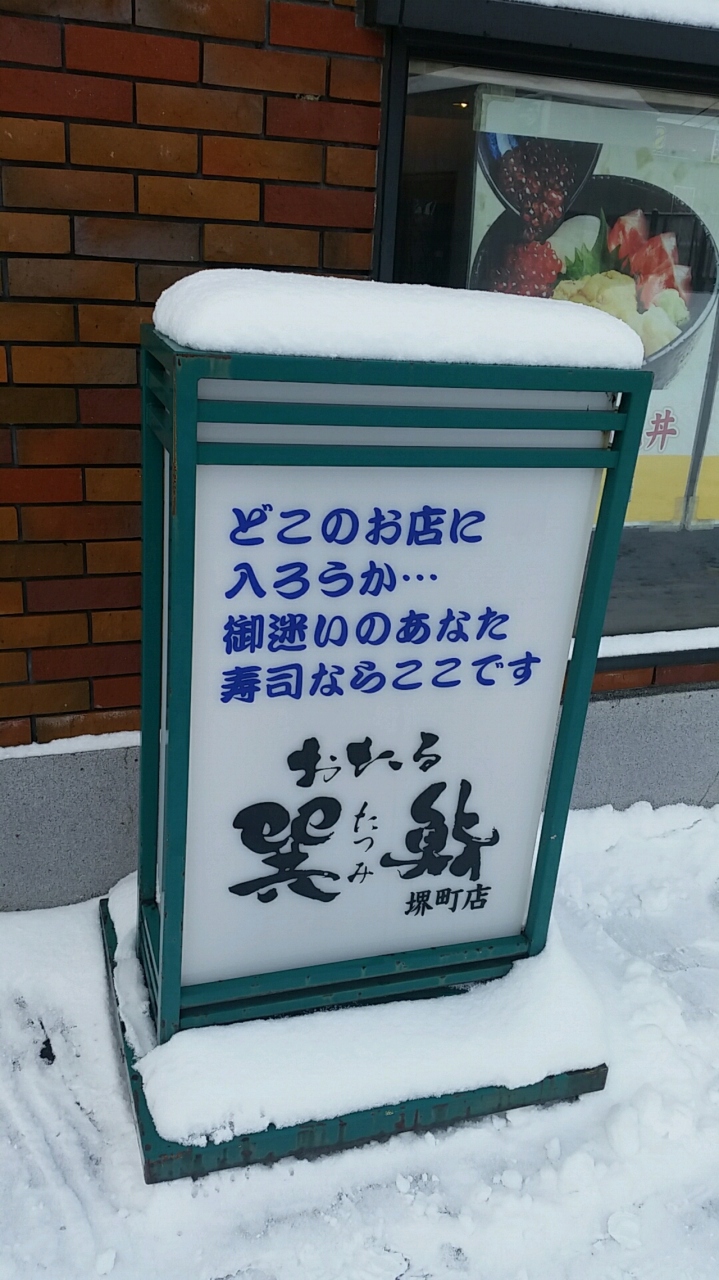 どこのお店に
入ろうか…
御迷いのあなた
寿司ならここです
おたる
巽 たつみ 鮨
堺町店
丼